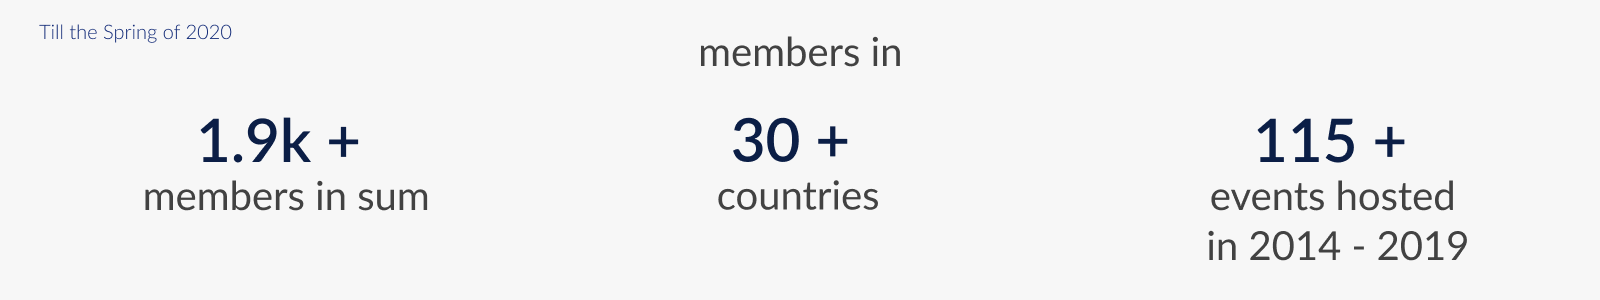 Till the Spring of 2020
1.9k +
members in sum
members in
30 +
countries
115 +
events hosted
in 2014 - 2019